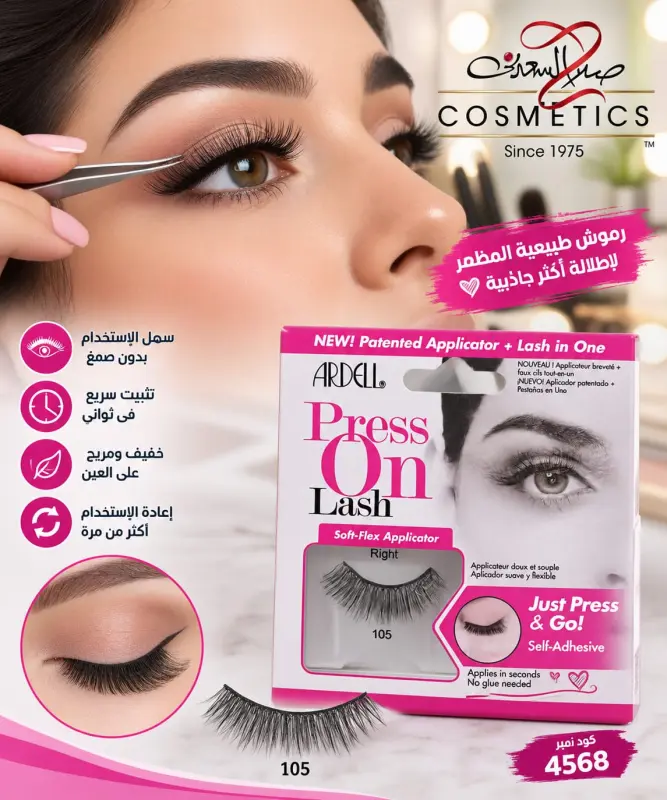 COSMETICS
TM
Since 1975
رموش طبيعية المظهر
لإطلالة أكثر جاذبية
سهل الإستخدام
بدون صمغ
تثبيت سريع
فى ثواني
خفيف ومريح
على العين
إعادة الإستخدام
أكثر من مرة
NEW! Patented Applicator + Lash in One
ARDELL®
NOUVEAU ! Applicateur breveté +
faux cils tout-en-un
¡NUEVO! Aplicador patentado +
Pestañas en Uno
Press
On
Lash
Soft-Flex Applicator
Right
105
Applicateur doux et souple
Aplicador suave y flexible
Just Press
& Go!
Self-Adhesive
Applies in seconds
No glue needed
105
كود نمبر
4568